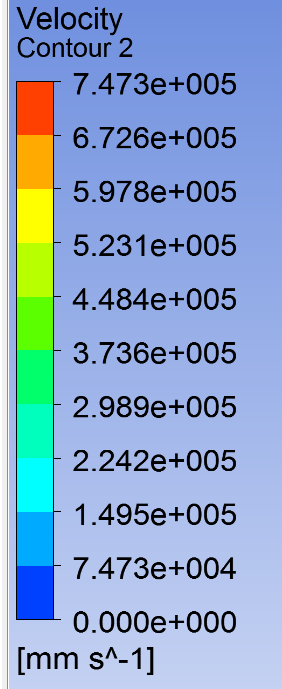 Velocity
Contour 2
7.473e+005
6.726e+005
5.978e+005
5.231e+005
4.484e+005
3.736e+005
2.989e+005
2.242e+005
1.495e+005
7.473e+004
0.000e+000
[mm s^-1]